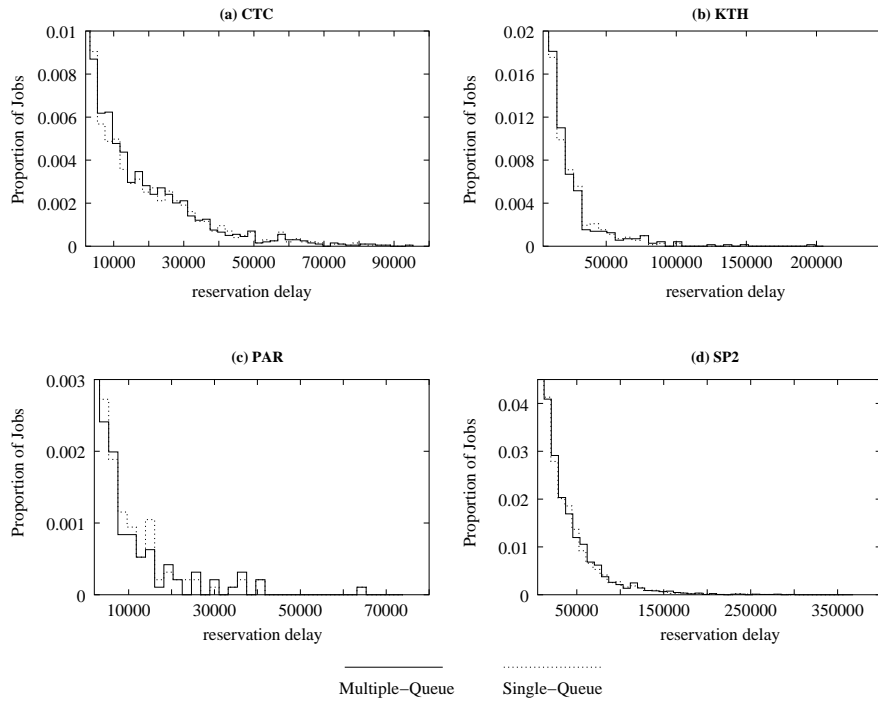 (a) CTC
Proportion of Jobs
0.01
0.008
0.006
0.004
0.002
0
10000 30000 50000 70000 90000
reservation delay
(b) KTH
Proportion of Jobs
0.02
0.016
0.012
0.008
0.004
0
50000 100000 150000 200000
reservation delay
(c) PAR
Proportion of Jobs
0.003
0.002
0.001
0
10000 30000 50000 70000
reservation delay
(d) SP2
Proportion of Jobs
0.04
0.03
0.02
0.01
0
50000 150000 250000 350000
reservation delay
Multiple−Queue Single−Queue